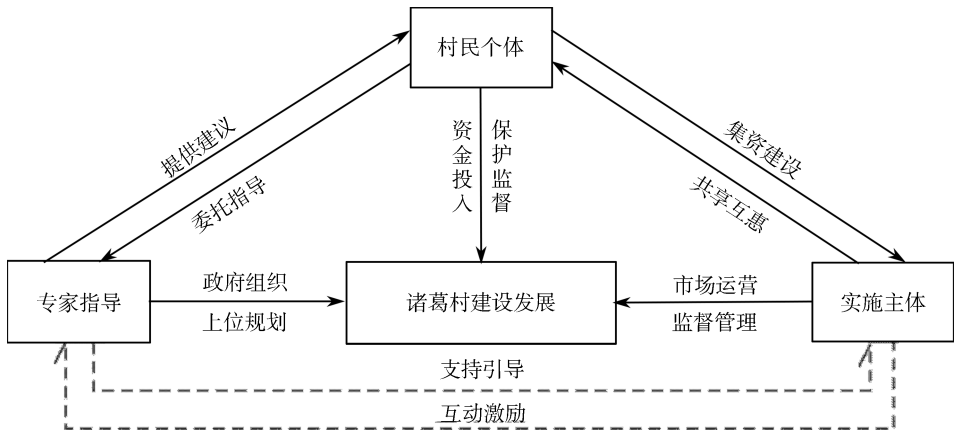 村民个体
提供建议
委托指导
资金投入
保护监督
集资建设
共享互惠
专家指导
政府组织
上位规划
诸葛村建设发展
市场运营
监督管理
实施主体
支持引导
互动激励